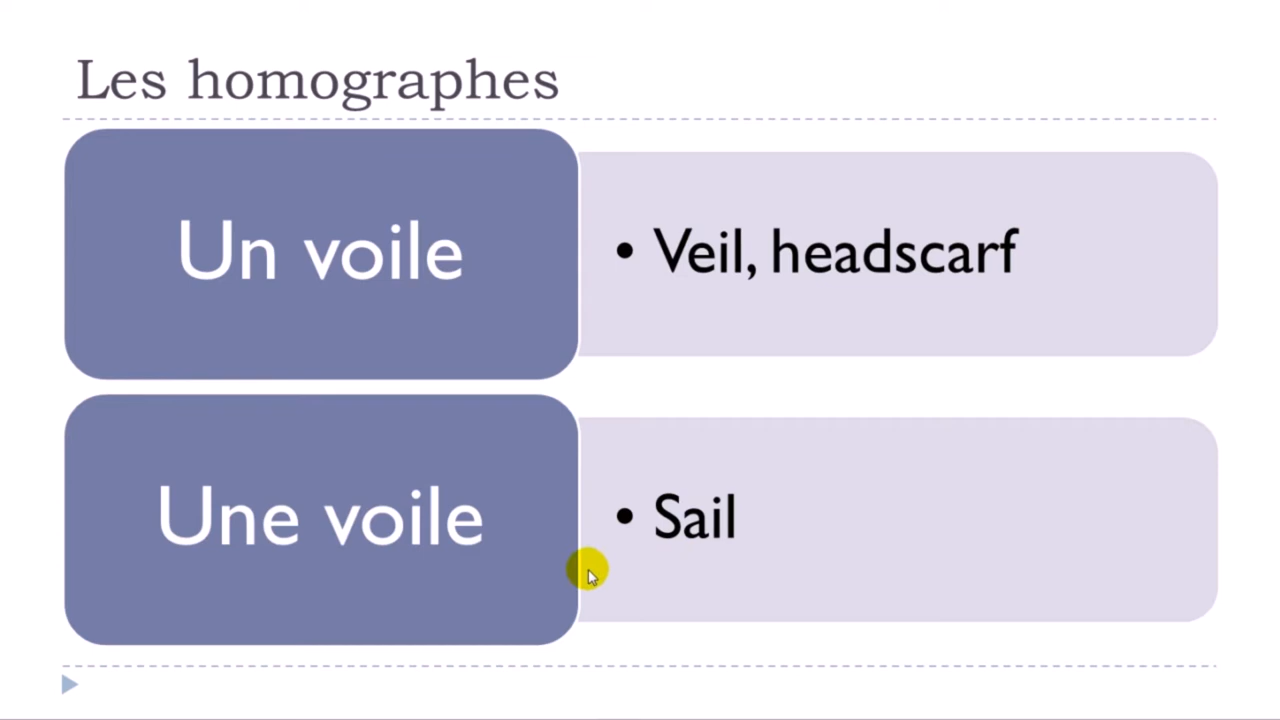 Les homographes
Un voile
• Veil, headscarf
Une voile
• Sail